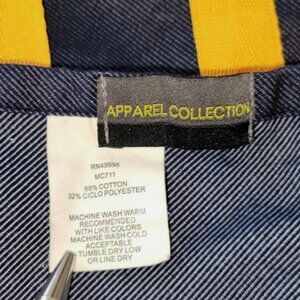 APPAREL COLLECTION
RN49998
MC711
68% COTTON
32% CICLO POLYESTER
MACHINE WASH WARM
RECOMMENDED
WITH LIKE COLORS
MACHINE WASH COLD
ACCEPTABLE
TUMBLE DRY LOW
OR LINE DRY